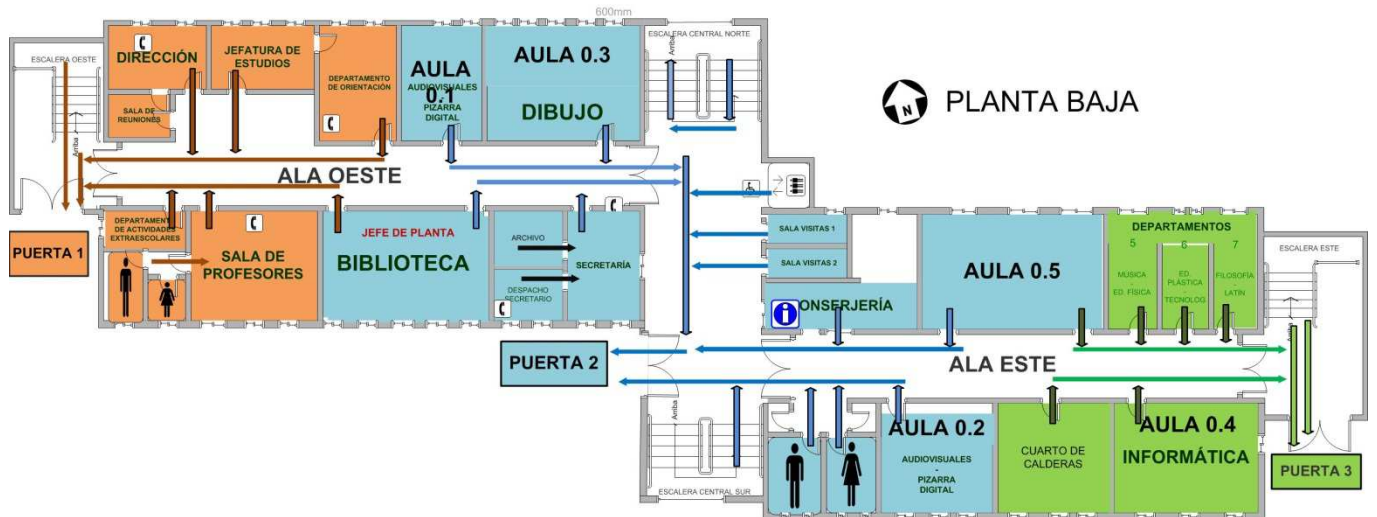 600mm
ESCALERA OESTE
DIRECCIÓN
JEFATURA DE
ESTUDIOS
SALA DE
REUNIONES
DEPARTAMENTO
DE ORIENTACIÓN
AULA
0.1
AUDIOVISUALES
-
PIZARRA
DIGITAL
AULA 0.3
DIBUJO
ESCALERA CENTRAL NORTE
Arriba
N
PLANTA BAJA
Arriba
ALA OESTE
DEPARTAMENT
DE ACTIVIDADES
EXTRAESCOLARES
PUERTA 1
SALA DE
PROFESORES
JEFE DE PLANTA
BIBLIOTECA
ARCHIVO
DESPACHO
SECRETARIO
SECRETARÍA
SALA VISITAS 1
SALA VISITAS 2
i
ONSERJERÍA
AULA 0.5
DEPARTAMENTOS
5
6
7
MUSICA
-
ED. FÍSICA
ED.
PLÁSTICA
-
TECNOLOG
FILOSOFÍA
-
LATÍN
ESCALERA ESTE
Arriba
PUERTA 2
ALA ESTE
Arriba
ESCALERA CENTRAL SUR
AULA 0.2
AUDIOVISUALES
-
PIZARRA
DIGITAL
CUARTO DE
CALDERAS
AULA 0.4
INFORMÁTICA
PUERTA 3